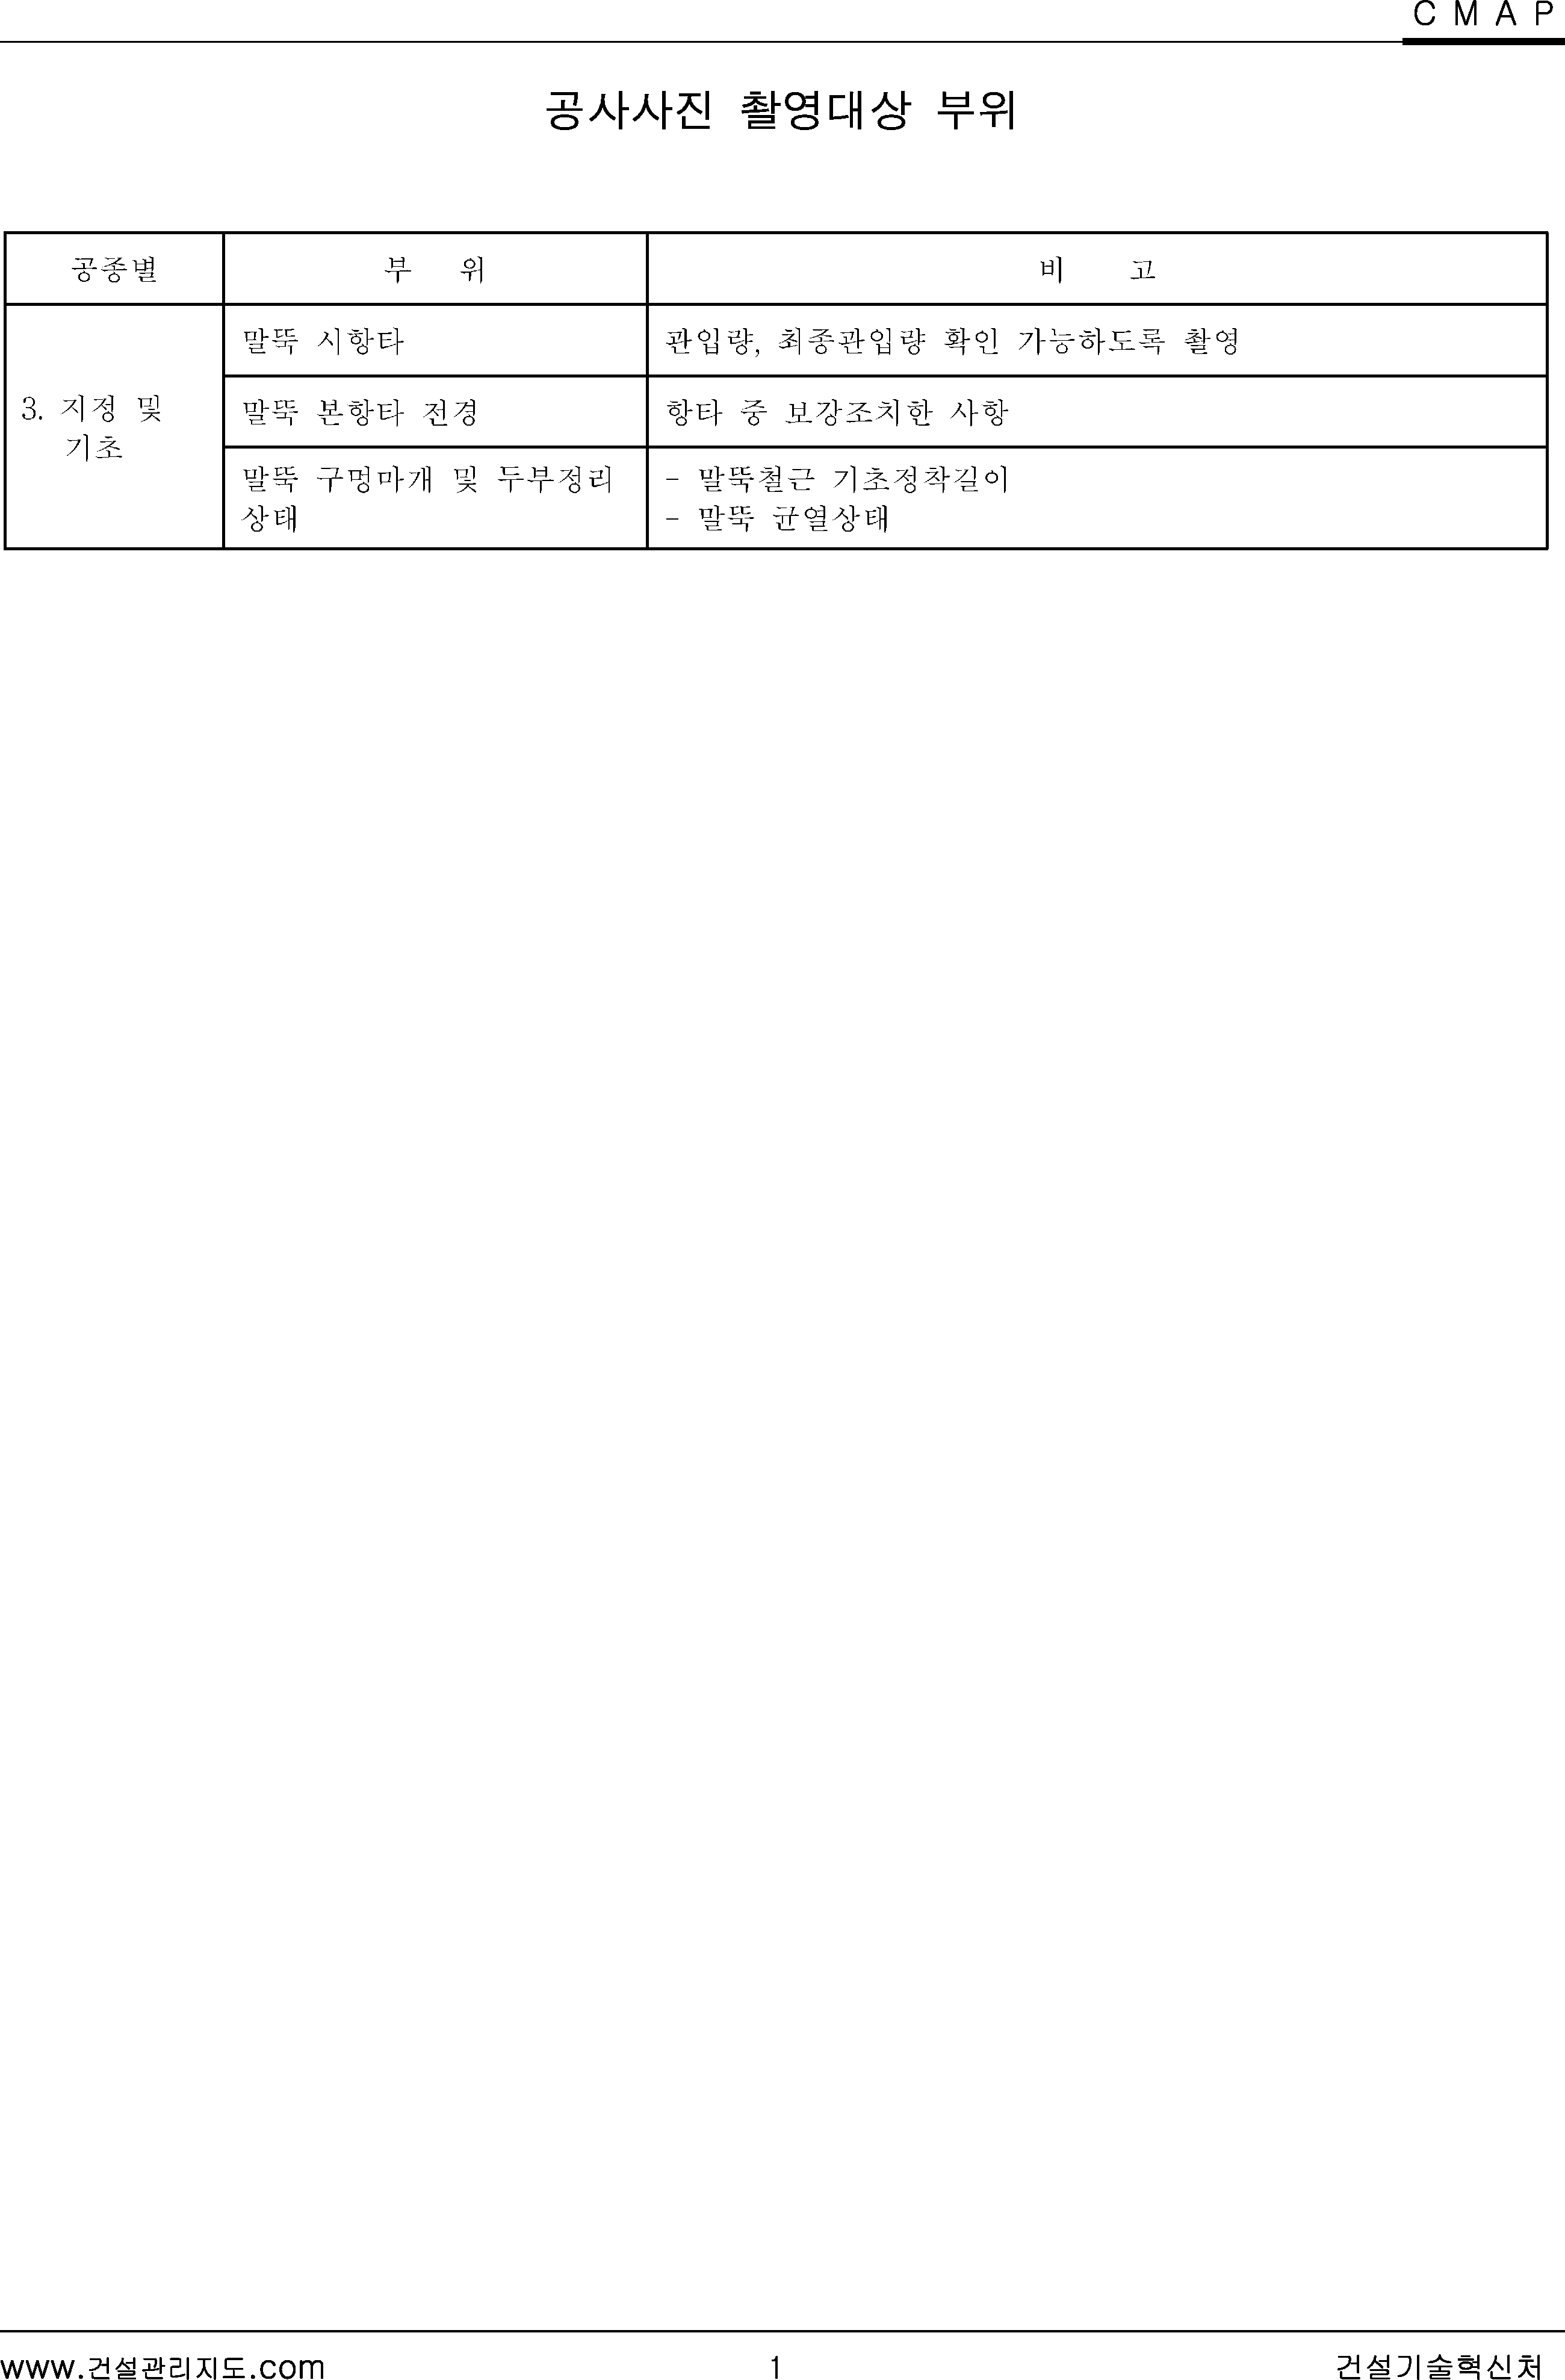 C M A P
공사사진 촬영대상 부위
공종별 부 위 비 고
3. 지정 및
기초
말뚝 시항타 관입량, 최종관입량 확인 가능하도록 촬영
말뚝 본항타 전경 항타 중 보강조치한 사항
말뚝 구멍마개 및 두부정리
상태
- 말뚝철근 기초정착길이
- 말뚝 균열상태
www.건설관리지도.com 1 건설기술혁신처